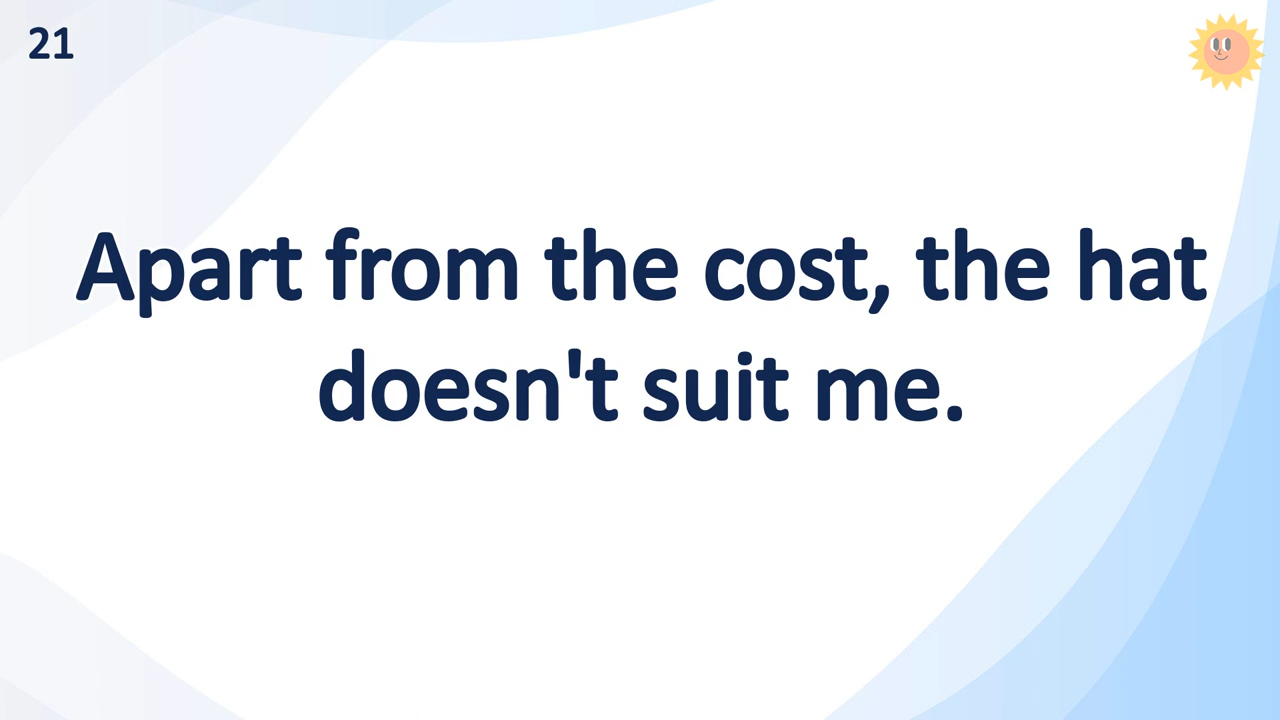 21
Apart from the cost, the hat
doesn't suit me.